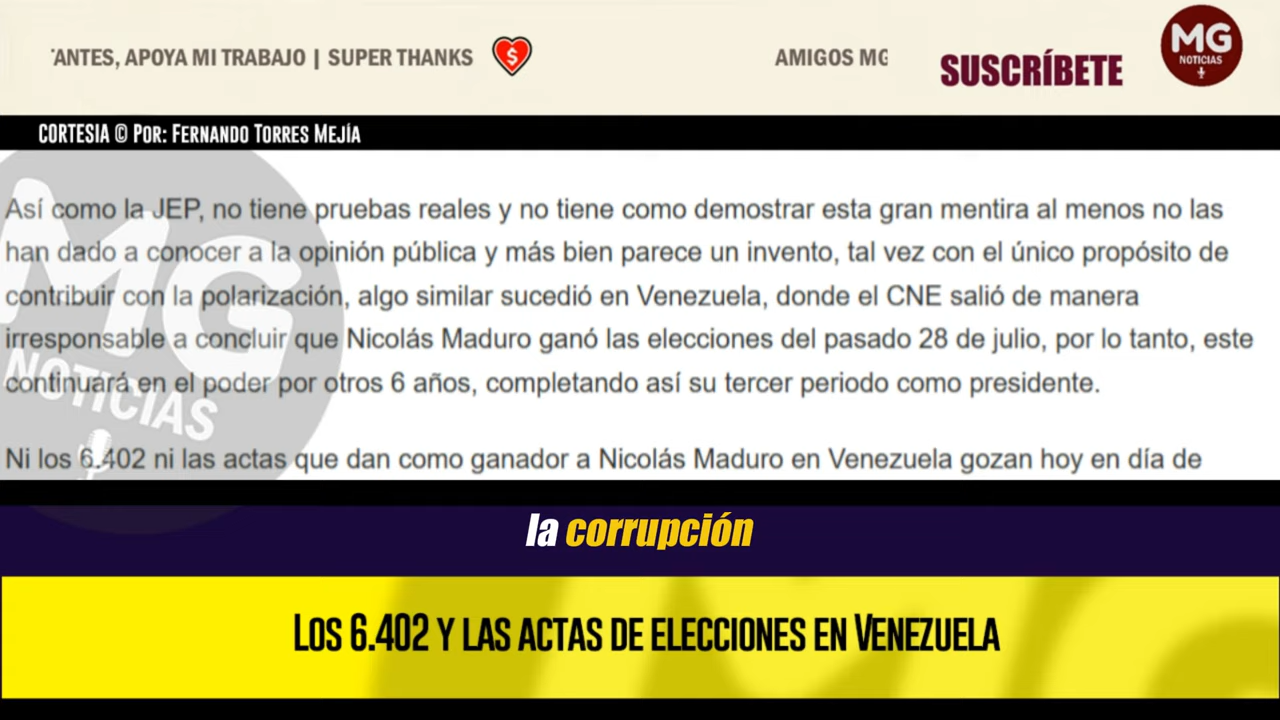 'ANTES, APOYA MI TRABAJO | SUPER THANKS
AMIGOS MG
SUSCRÍBETE
MG
NOTICIAS
CORTESIA © Por: Fernando Torres Mejía
Así como la JEP, no tiene pruebas reales y no tiene como demostrar esta gran mentira al menos no las
han dado a conocer a la opinión pública y más bien parece un invento, tal vez con el único propósito de
contribuir con la polarización, algo similar sucedió en Venezuela, donde el CNE salió de manera
irresponsable a concluir que Nicolás Maduro ganó las elecciones del pasado 28 de julio, por lo tanto, este
continuará en el poder por otros 6 años, completando así su tercer periodo como presidente.
Ni los 6.402 ni las actas que dan como ganador a Nicolás Maduro en Venezuela gozan hoy en día de
MG
NOTICIAS
la corrupción
Los 6.402 y las actas de elecciones en Venezuela